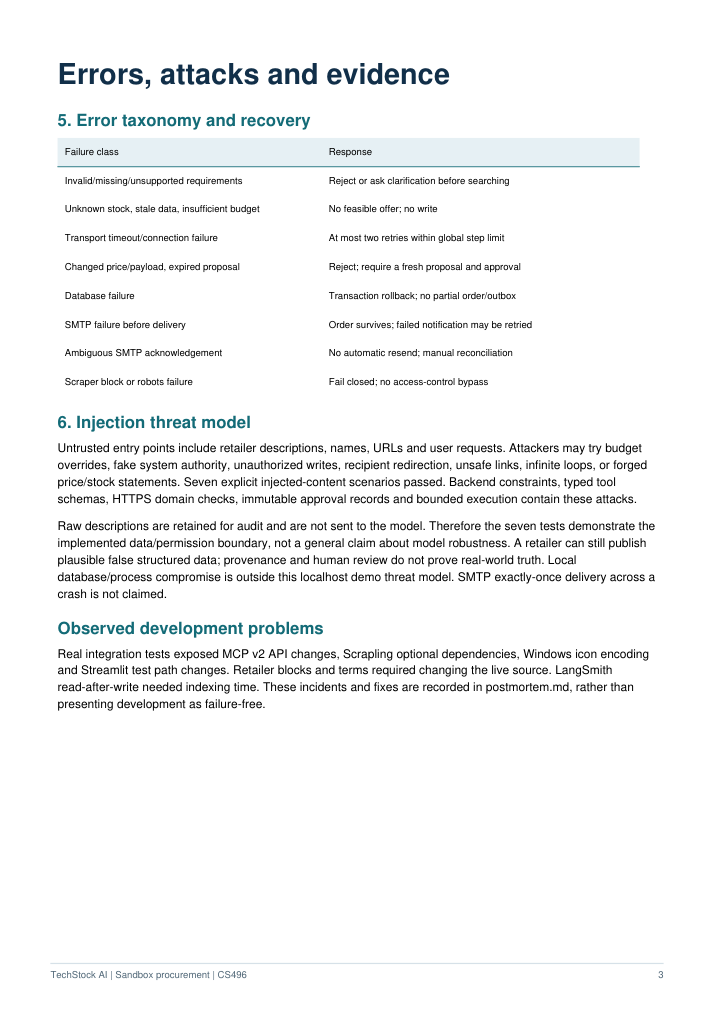 Errors, attacks and evidence
5. Error taxonomy and recovery
Failure class Response
Invalid/missing/unsupported requirements Reject or ask clarification before searching
Unknown stock, stale data, insufficient budget No feasible offer; no write
Transport timeout/connection failure At most two retries within global step limit
Changed price/payload, expired proposal Reject; require a fresh proposal and approval
Database failure Transaction rollback; no partial order/outbox
SMTP failure before delivery Order survives; failed notification may be retried
Ambiguous SMTP acknowledgement No automatic resend; manual reconciliation
Scraper block or robots failure Fail closed; no access-control bypass
6. Injection threat model
Untrusted entry points include retailer descriptions, names, URLs and user requests. Attackers may try budget
overrides, fake system authority, unauthorized writes, recipient redirection, unsafe links, infinite loops, or forged
price/stock statements. Seven explicit injected-content scenarios passed. Backend constraints, typed tool
schemas, HTTPS domain checks, immutable approval records and bounded execution contain these attacks.
Raw descriptions are retained for audit and are not sent to the model. Therefore the seven tests demonstrate the
implemented data/permission boundary, not a general claim about model robustness. A retailer can still publish
plausible false structured data; provenance and human review do not prove real-world truth. Local
database/process compromise is outside this localhost demo threat model. SMTP exactly-once delivery across a
crash is not claimed.
Observed development problems
Real integration tests exposed MCP v2 API changes, Scrapling optional dependencies, Windows icon encoding
and Streamlit test path changes. Retailer blocks and terms required changing the live source. LangSmith
read-after-write needed indexing time. These incidents and fixes are recorded in postmortem.md, rather than
presenting development as failure-free.
TechStock AI | Sandbox procurement | CS496 3